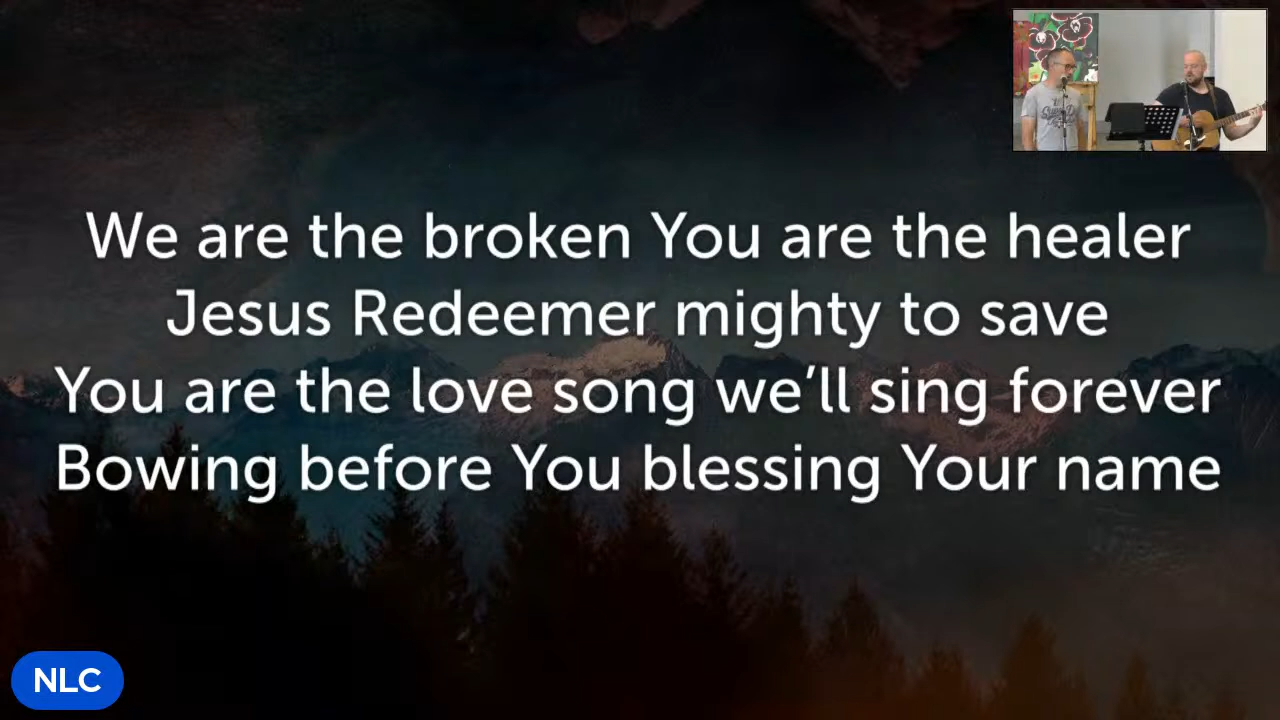 We are the broken You are the healer
Jesus Redeemer mighty to save
You are the love song we’ll sing forever
Bowing before You blessing Your name
NLC